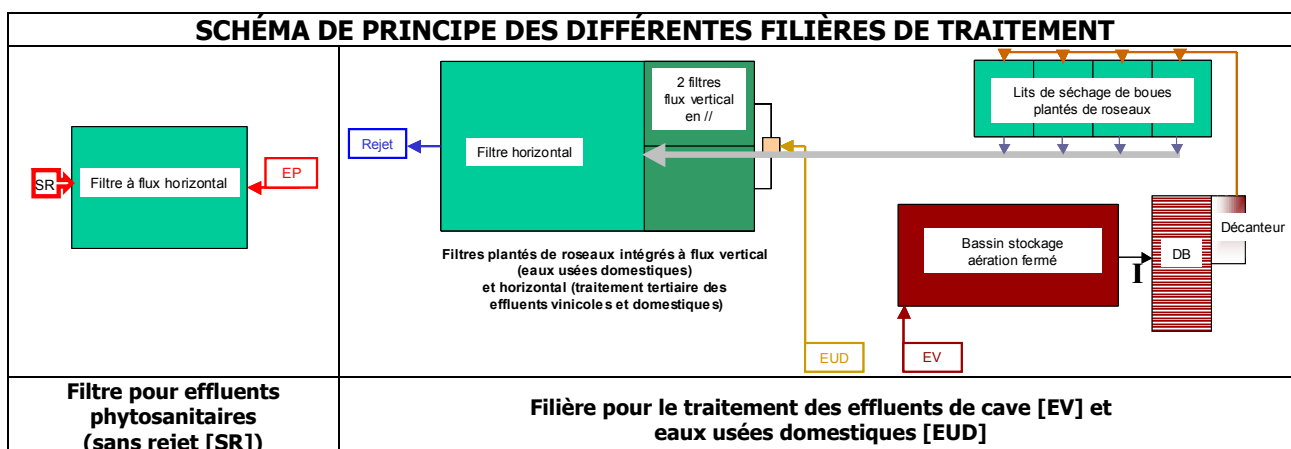 SCHÉMA DE PRINCIPE DES DIFFÉRENTES FILIÈRES DE TRAITEMENT
SR
Filtre à flux horizontal
EP
Rejet
Filtre horizontal
2 filtres
flux vertical
en //
Lits de séchage de boues
plantés de roseaux
Filtres plantés de roseaux intégrés à flux vertical
(eaux usées domestiques)
et horizontal (traitement tertiaire des
effluents vinicoles et domestiques)
Bassin stockage
aération fermé
I
DB
Décanteur
EUD
EV
Filtre pour effluents
phytosanitaires
(sans rejet [SR])
Filière pour le traitement des effluents de cave [EV] et
eaux usées domestiques [EUD]